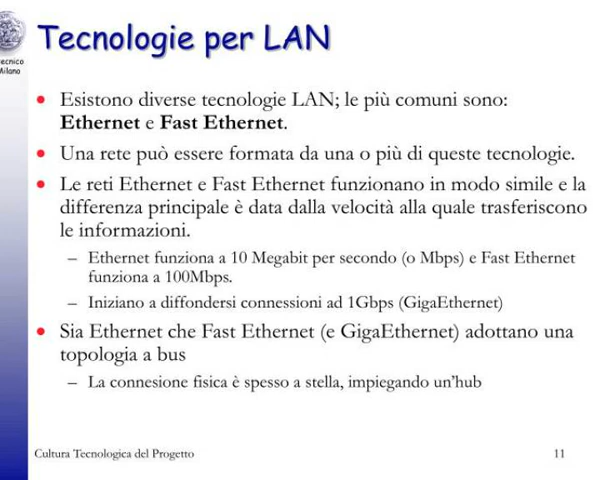 Tecnologie per LAN
ecnico
Milano
Esistono diverse tecnologie LAN; le più comuni sono:
Ethernet e Fast Ethernet.
Una rete può essere formata da una o più di queste tecnologie.
Le reti Ethernet e Fast Ethernet funzionano in modo simile e la
differenza principale è data dalla velocità alla quale trasferiscono
le informazioni.
– Ethernet funziona a 10 Megabit per secondo (o Mbps) e Fast Ethernet
funziona a 100Mbps.
– Iniziano a diffondersi connessioni ad 1Gbps (GigaEthernet)
Sia Ethernet che Fast Ethernet (e GigaEthernet) adottano una
topologia a bus
– La connesione fisica è spesso a stella, impiegando un'hub
Cultura Tecnologica del Progetto
11